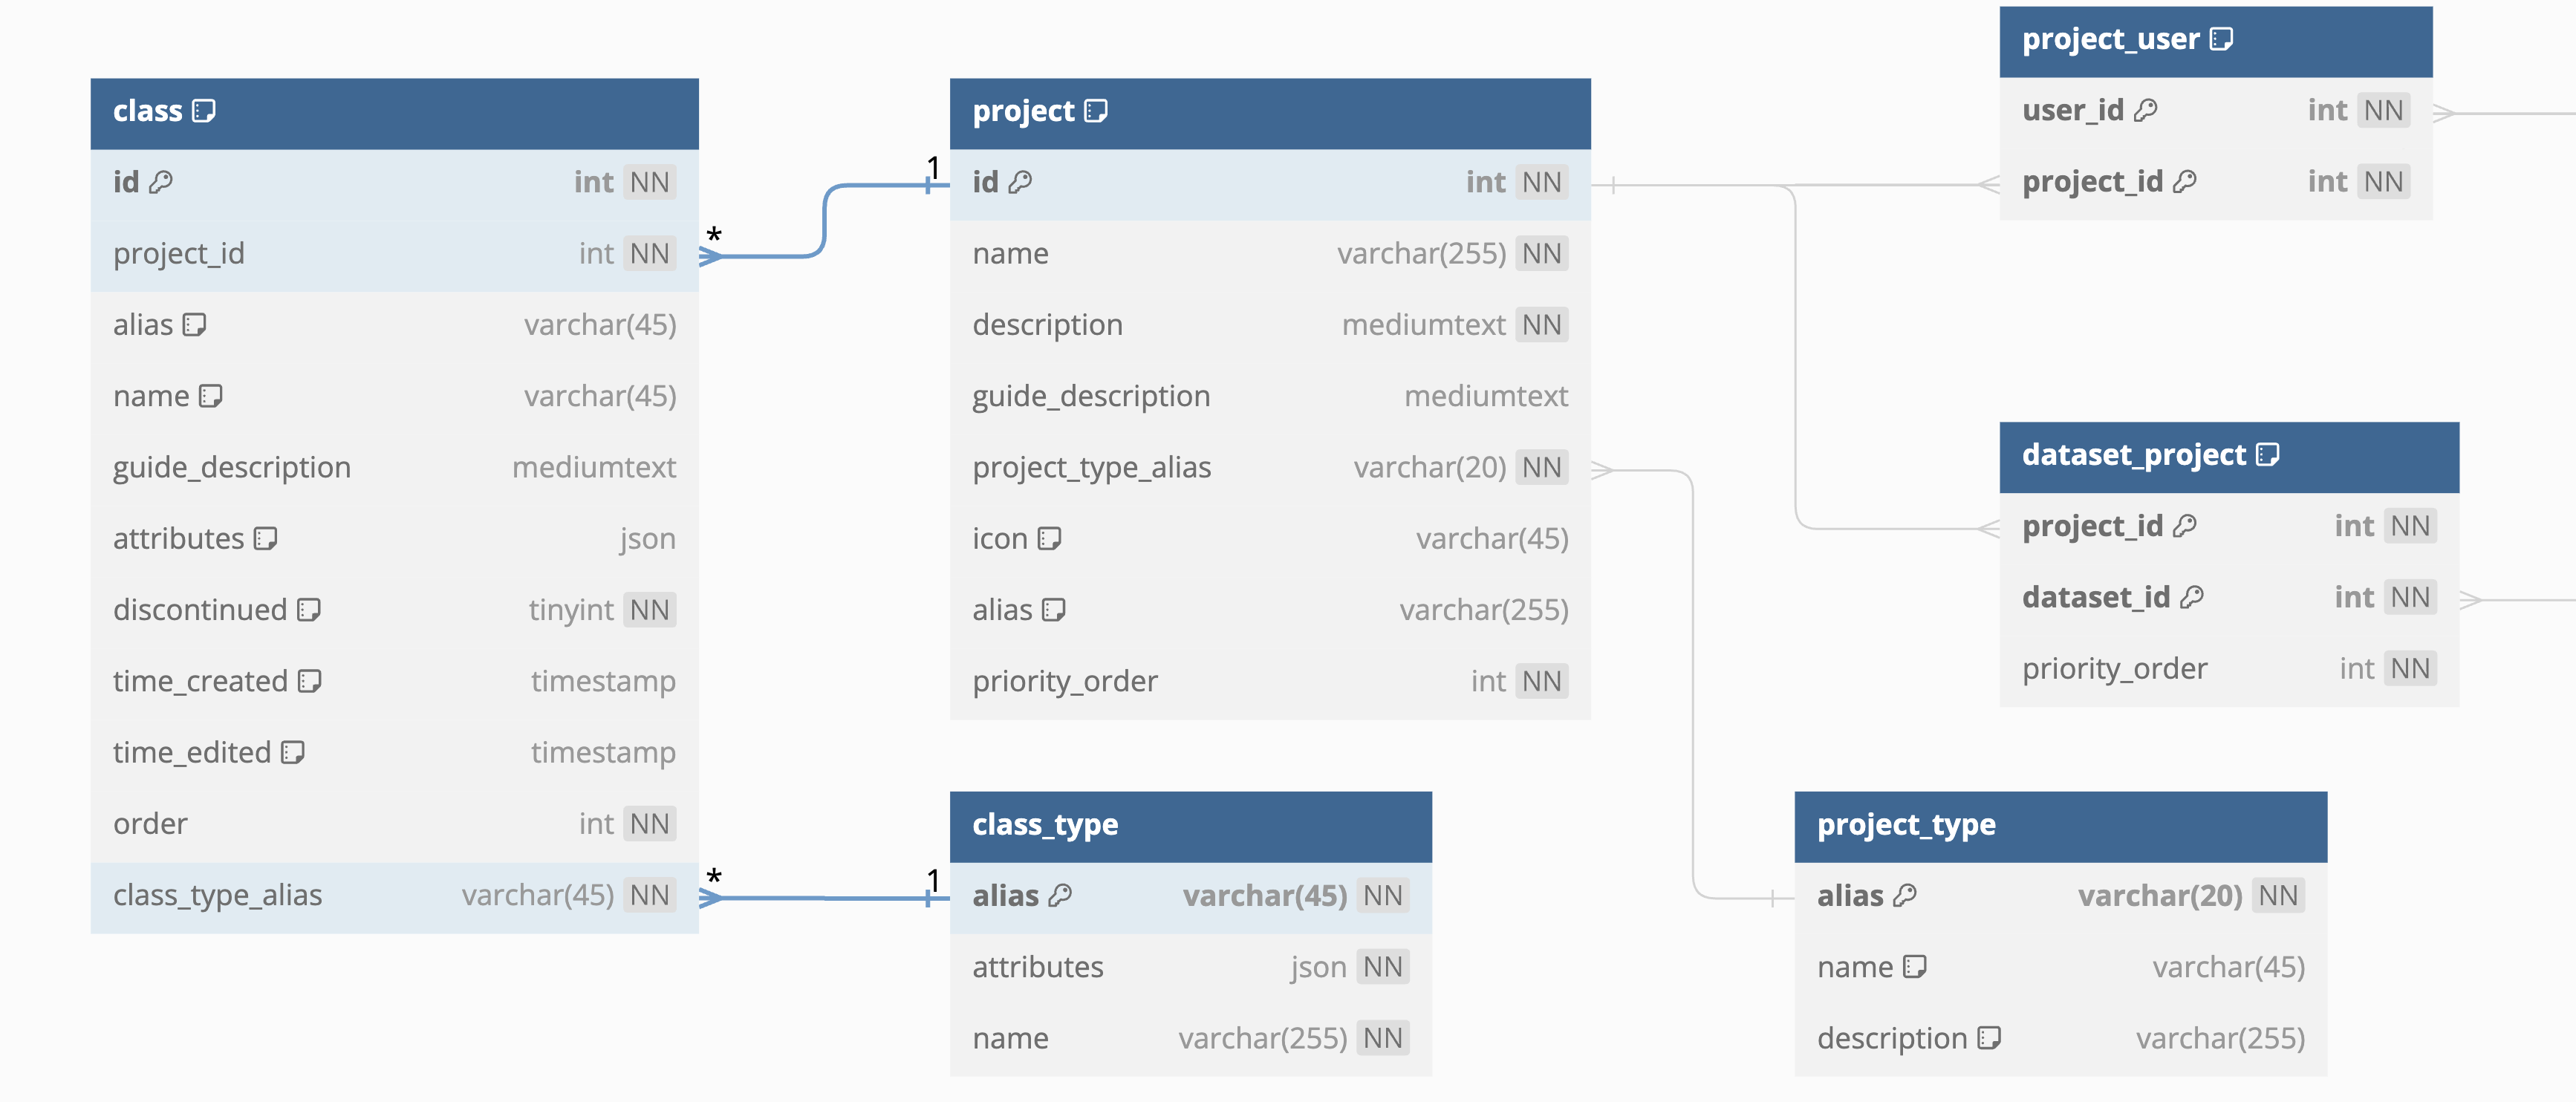 class
id int NN
project_id int NN
alias varchar(45)
name varchar(45)
guide_description mediumtext
attributes json
discontinued tinyint NN
time_created timestamp
time_edited timestamp
order int NN
class_type_alias varchar(45) NN
*
1
*
1
project
id int NN
name varchar(255) NN
description mediumtext NN
guide_description mediumtext
project_type_alias varchar(20) NN
icon varchar(45)
alias varchar(255)
priority_order int NN
class_type
alias varchar(45) NN
attributes json NN
name varchar(255) NN
project_user
user_id int NN
project_id int NN
dataset_project
project_id int NN
dataset_id int NN
priority_order int NN
project_type
alias varchar(20) NN
name varchar(45)
description varchar(255)